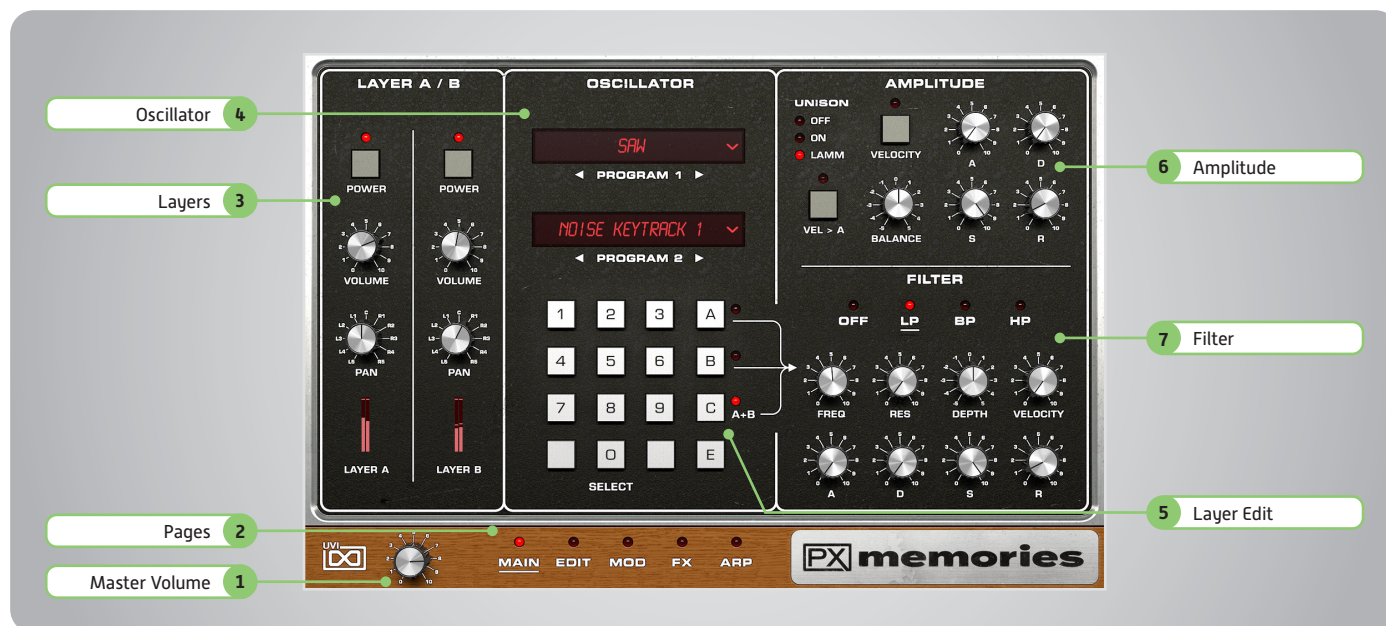 LAYER A / B
POWER
POWER
VOLUME
VOLUME
PAN
PAN
LAYER A
LAYER B
OSCILLATOR
SAW
◄ PROGRAM 1 ►
NOISE KEYTRACK 1
◄ PROGRAM 2 ►
1 2 3 A
4 5 6 B
7 8 9 C
A+B
0 E
SELECT
AMPLITUDE
UNISON
OFF
ON
LAMM
VELOCITY
A
D
VEL > A
BALANCE
S
R
FILTER
OFF LP BP HP
FREQ RES DEPTH VELOCITY
A D S R
UVI
MAIN EDIT MOD FX ARP
PX memories
Oscillator 4
Layers 3
Pages 2
Master Volume 1
6 Amplitude
7 Filter
5 Layer Edit